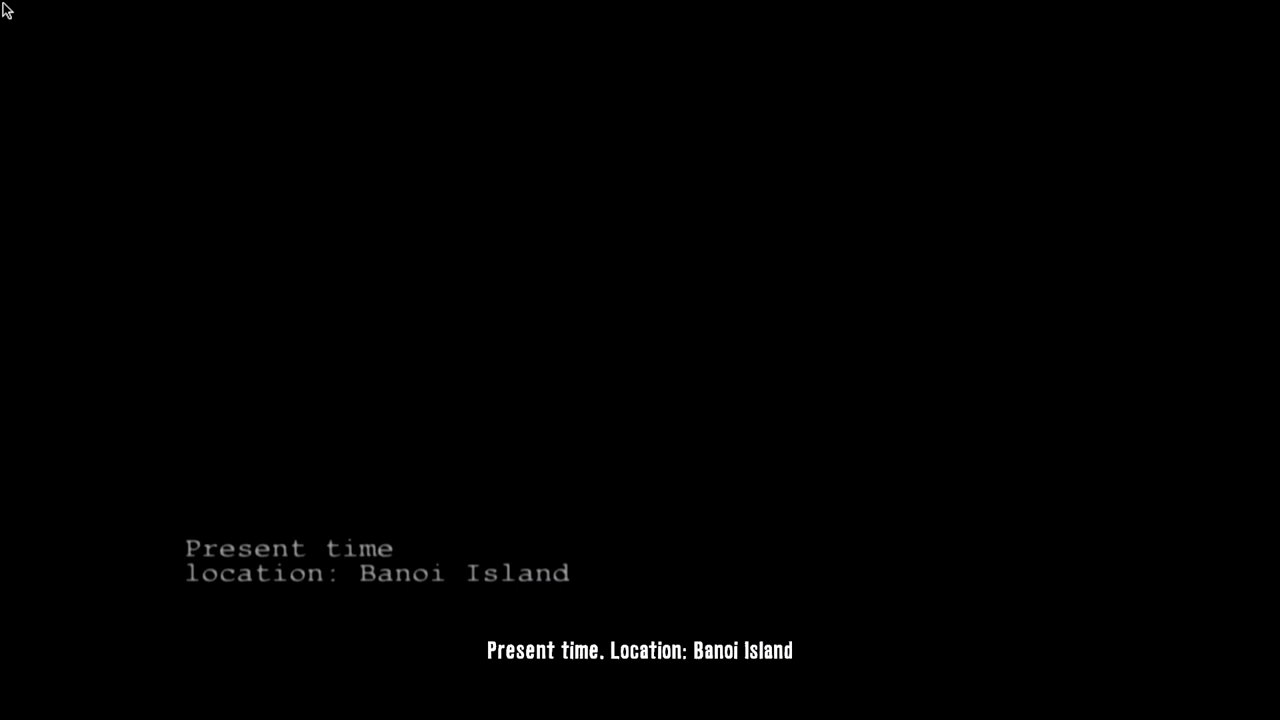 Present time
location: Banoi Island
Present time. Location: Banoi Island